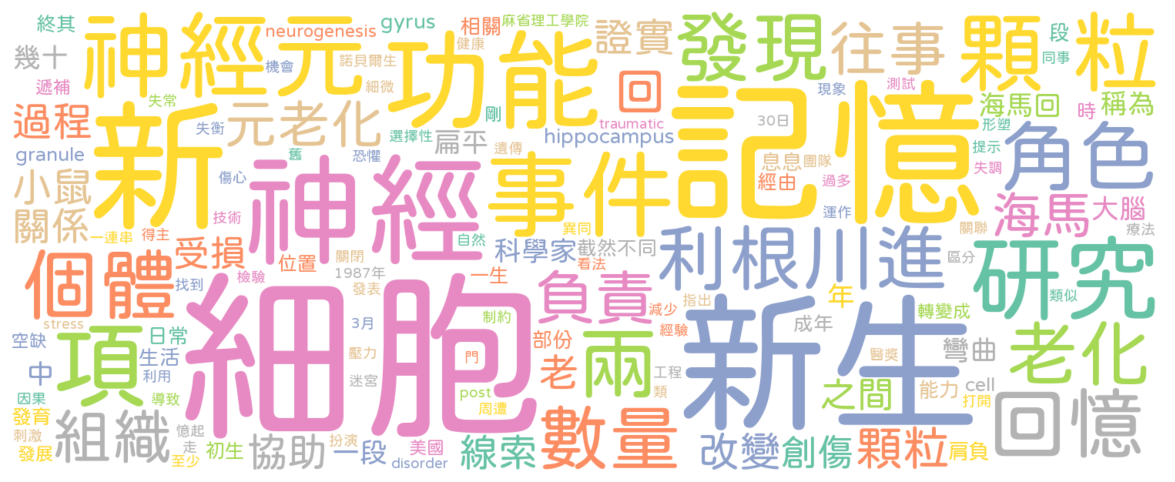 終其
神經元
neurogenesis
gyrus
相關
麻省理工學院
健康
證實
發現
往事
顆粒
段
同事
幾十
遞補
機會
諾貝爾生
細微
功能
回
現象
測試
海馬回
稱為
時
失常
新
元老化
失衡
選擇性
剛
扁平
traumatic
hippocampus
30日
記憶
形塑
提示
角色
過程
granule
舊
恐懼
遺傳
息息
團隊
經由
過多
失調
小鼠
傷心
神經
事件
關係
技術
運作
海馬
大腦
一連串
得主
異同
關聯
療法
受損
自然
科學家
截然不同
看法
利根川進
區分
研究
個體
位置
關閉
1987年
發表
一生
找到
檢驗
細胞
負責
減少
指出
年
類似
stress
3月
制約
經驗
轉變成
新生
空缺
項
日常
生活
壓力
門
部份
兩
成年
醫獎
彎曲
老化
中
利用
迷宮
老
工程
因果
導致
post
周遭
類
之間
能力
cell
打開
發育
刺激
發展
組織
憶起
走
至少
初生
協助
扮演
一段
美國
disorder
線索
數量
改變
創傷
顆粒
肩負
回憶